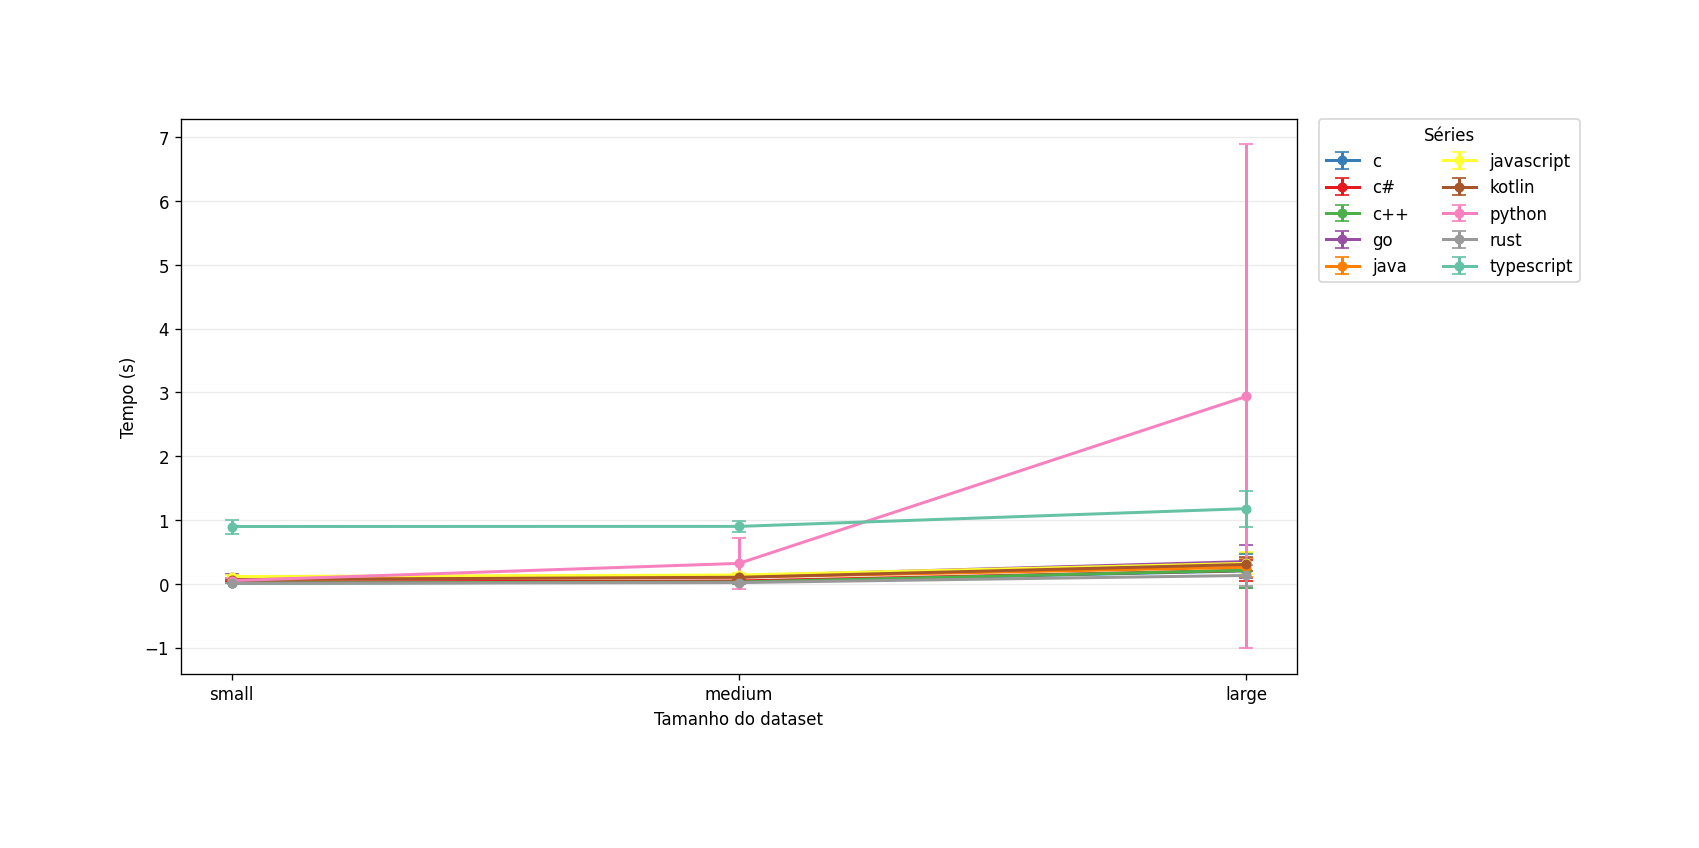 7
6
5
4
3
2
1
0
−1
Tempo (s)
small medium large
Tamanho do dataset
Séries
c javascript
c# kotlin
c++ python
go rust
java typescript